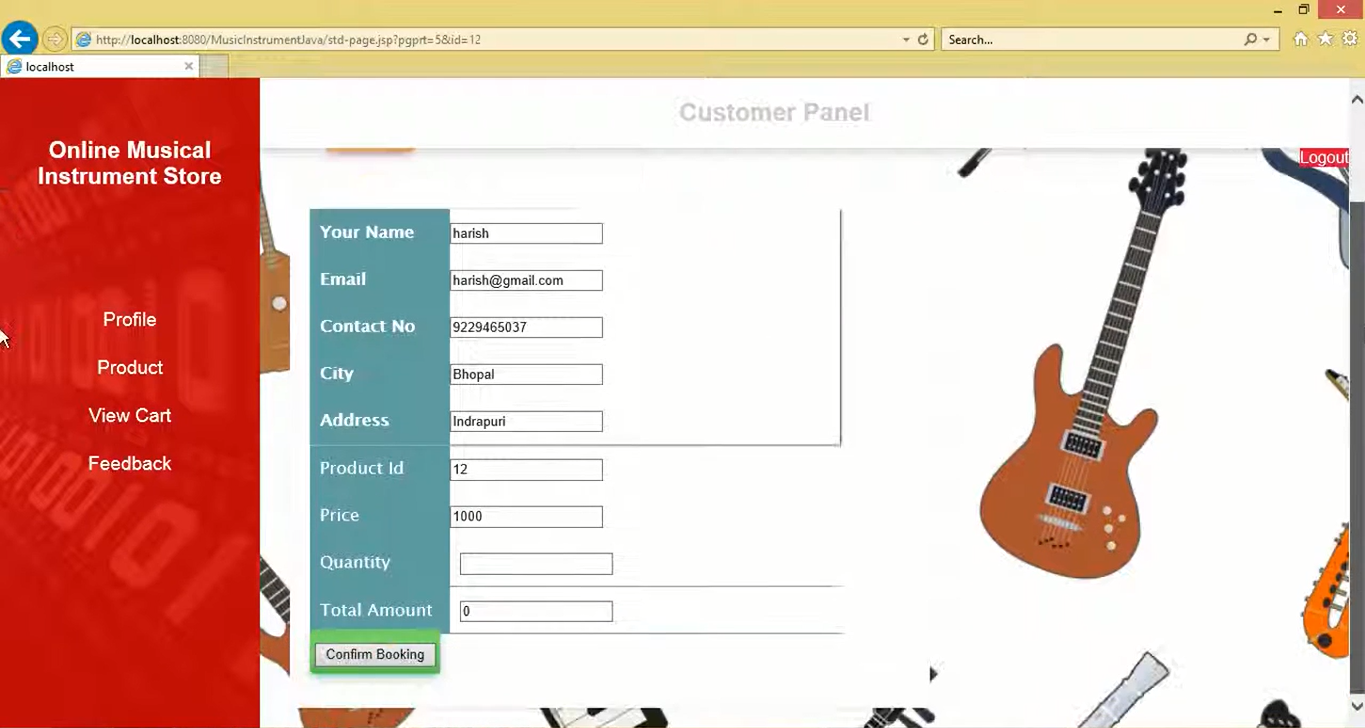 http://localhost:8080/MusicInstrumentJava/std-page.jsp?pgprt=5&id=12
Search...
localhost
Customer Panel
Logout
Online Musical
Instrument Store
Profile
Product
View Cart
Feedback
Your Name harish
Email harish@gmail.com
Contact No 9229465037
City Bhopal
Address Indrapuri
Product Id 12
Price 1000
Quantity
Total Amount 0
Confirm Booking